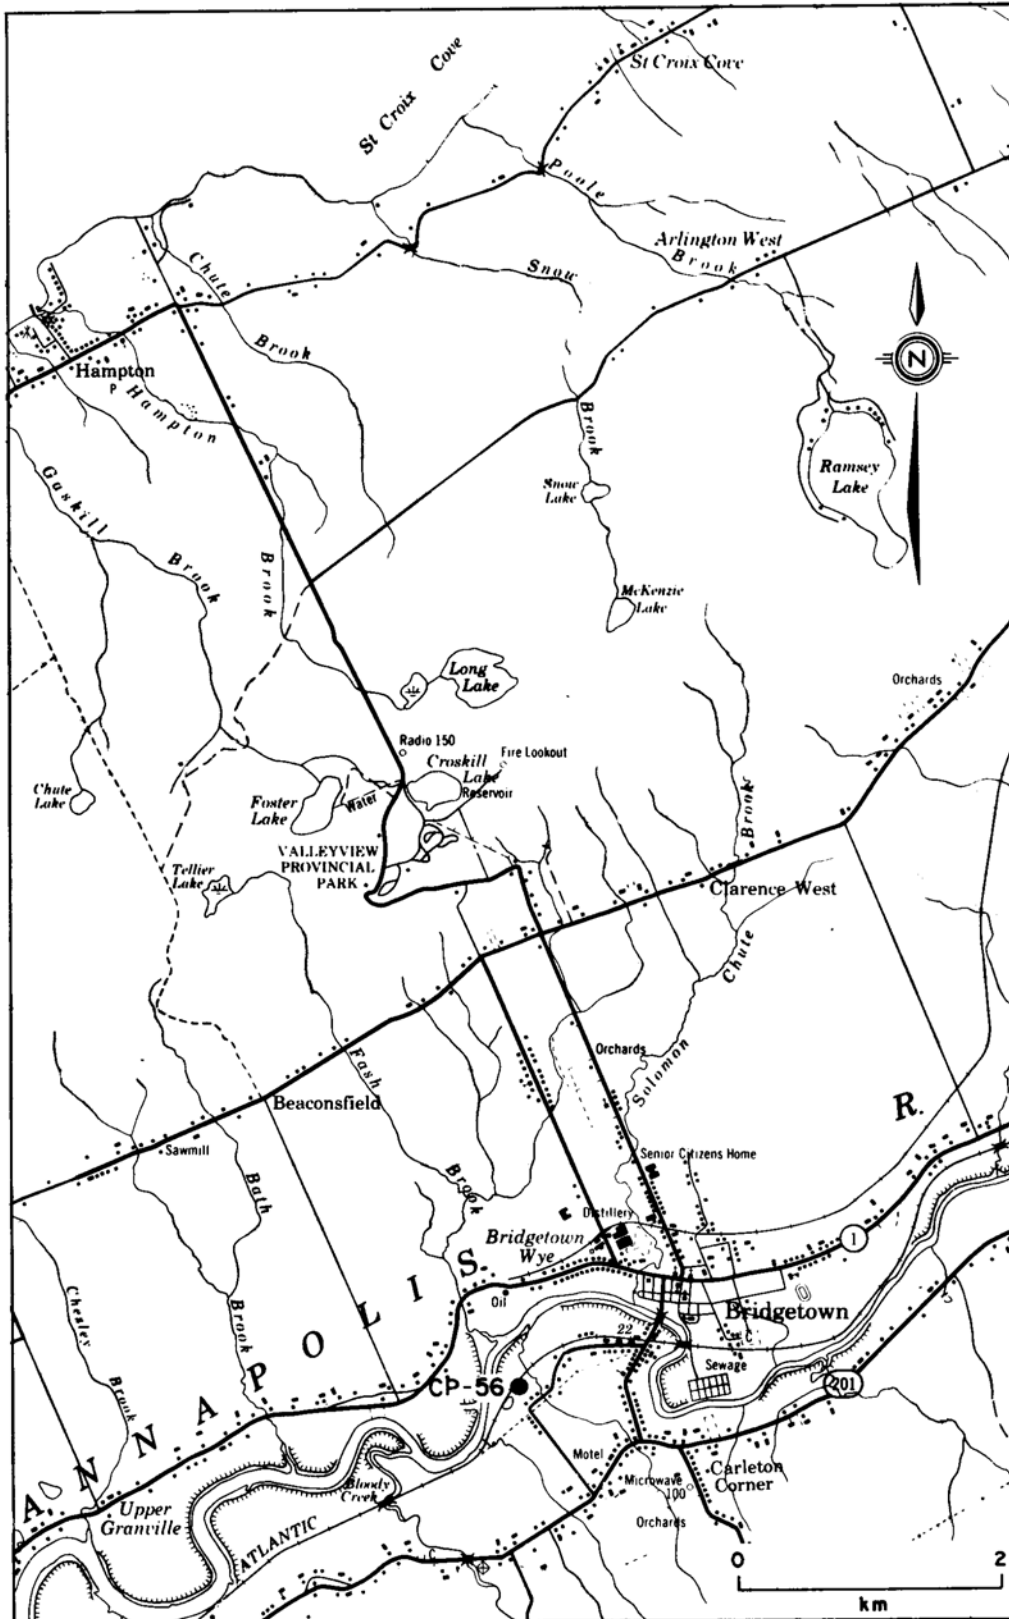 St Croix Cove
St Croix Cove
Poole
Arlington West
Brook
Chute
Snow
Brook
N
Hampton
P
Hampton
Brook
Ramsey
Lake
Gaskill
Snow
Lake
Brook
Brook
McKenzie
Lake
Long
Lake
Orchards
Radio 150
Fire Lookout
Croskill
Lake
Reservoir
Chute
Lake
Foster
Lake
Water
Brook
VALLEYVIEW
PROVINCIAL
PARK
Tellier
Lake
Clarence West
Chute
Orchards
Solomon
Fash
Beaconsfield
R.
Sawmill
Senior Citizens Home
Bath
Brook
Distillery
Bridgetown
Wye
1
Oil
Bridgetown
Chesley
Brook
22
C
Sewage
CP-56
201
Brook
ANNAPOLIS
Motel
Carleton
Corner
Microwave
100
Bloody
Creek
Upper
Granville
Orchards
ATLANTIC
C
0 2
km